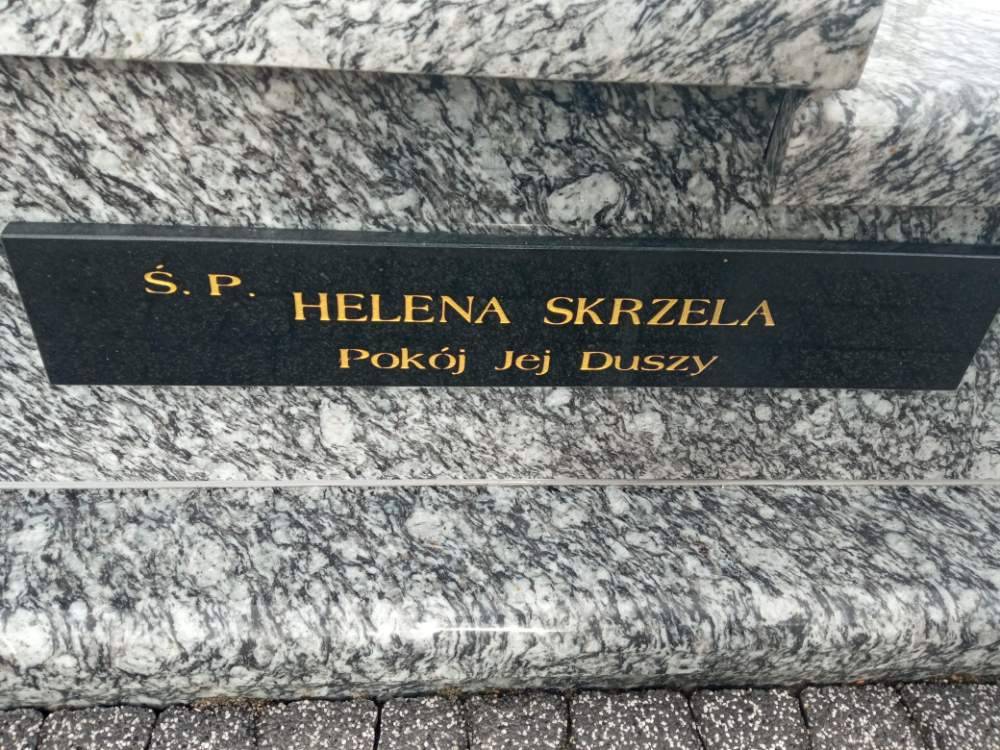 Ś. P. HELENA SKRZELA
Pokój Jej Duszy